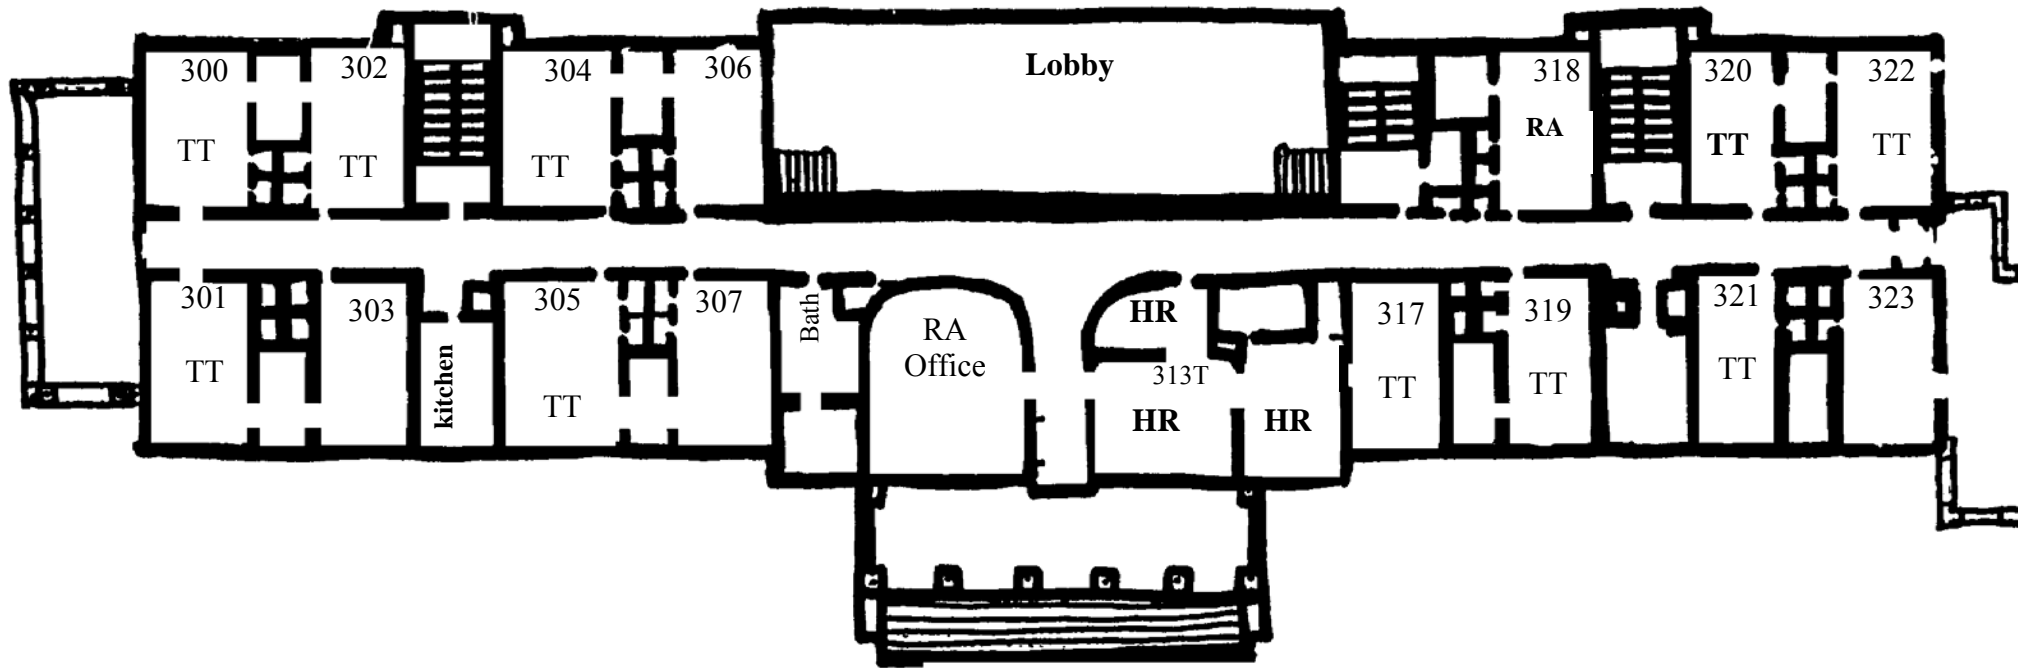 300
302
304
306
Lobby
318
320
322
TT
TT
TT
RA
TT
TT
301
303
305
307
Bath
RA
Office
HR
317
319
321
323
TT
kitchen
TT
313T
HR
HR
TT
TT
TT